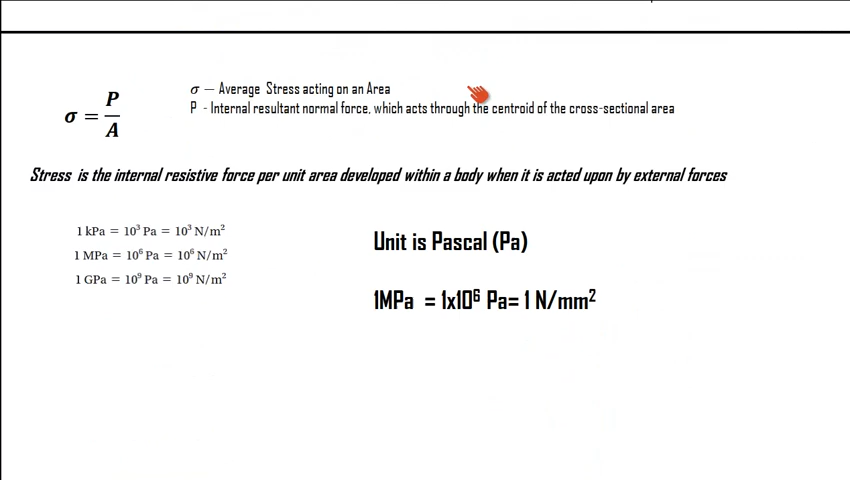 σ = P/A
σ – Average Stress acting on an Area
P - Internal resultant normal force, which acts through the centroid of the cross-sectional area
Stress is the internal resistive force per unit area developed within a body when it is acted upon by external forces
1 kPa = 10³ Pa = 10³ N/m²
1 MPa = 10⁶ Pa = 10⁶ N/m²
1 GPa = 10⁹ Pa = 10⁹ N/m²
Unit is Pascal (Pa)
1MPa = 1x10⁶ Pa= 1 N/mm²